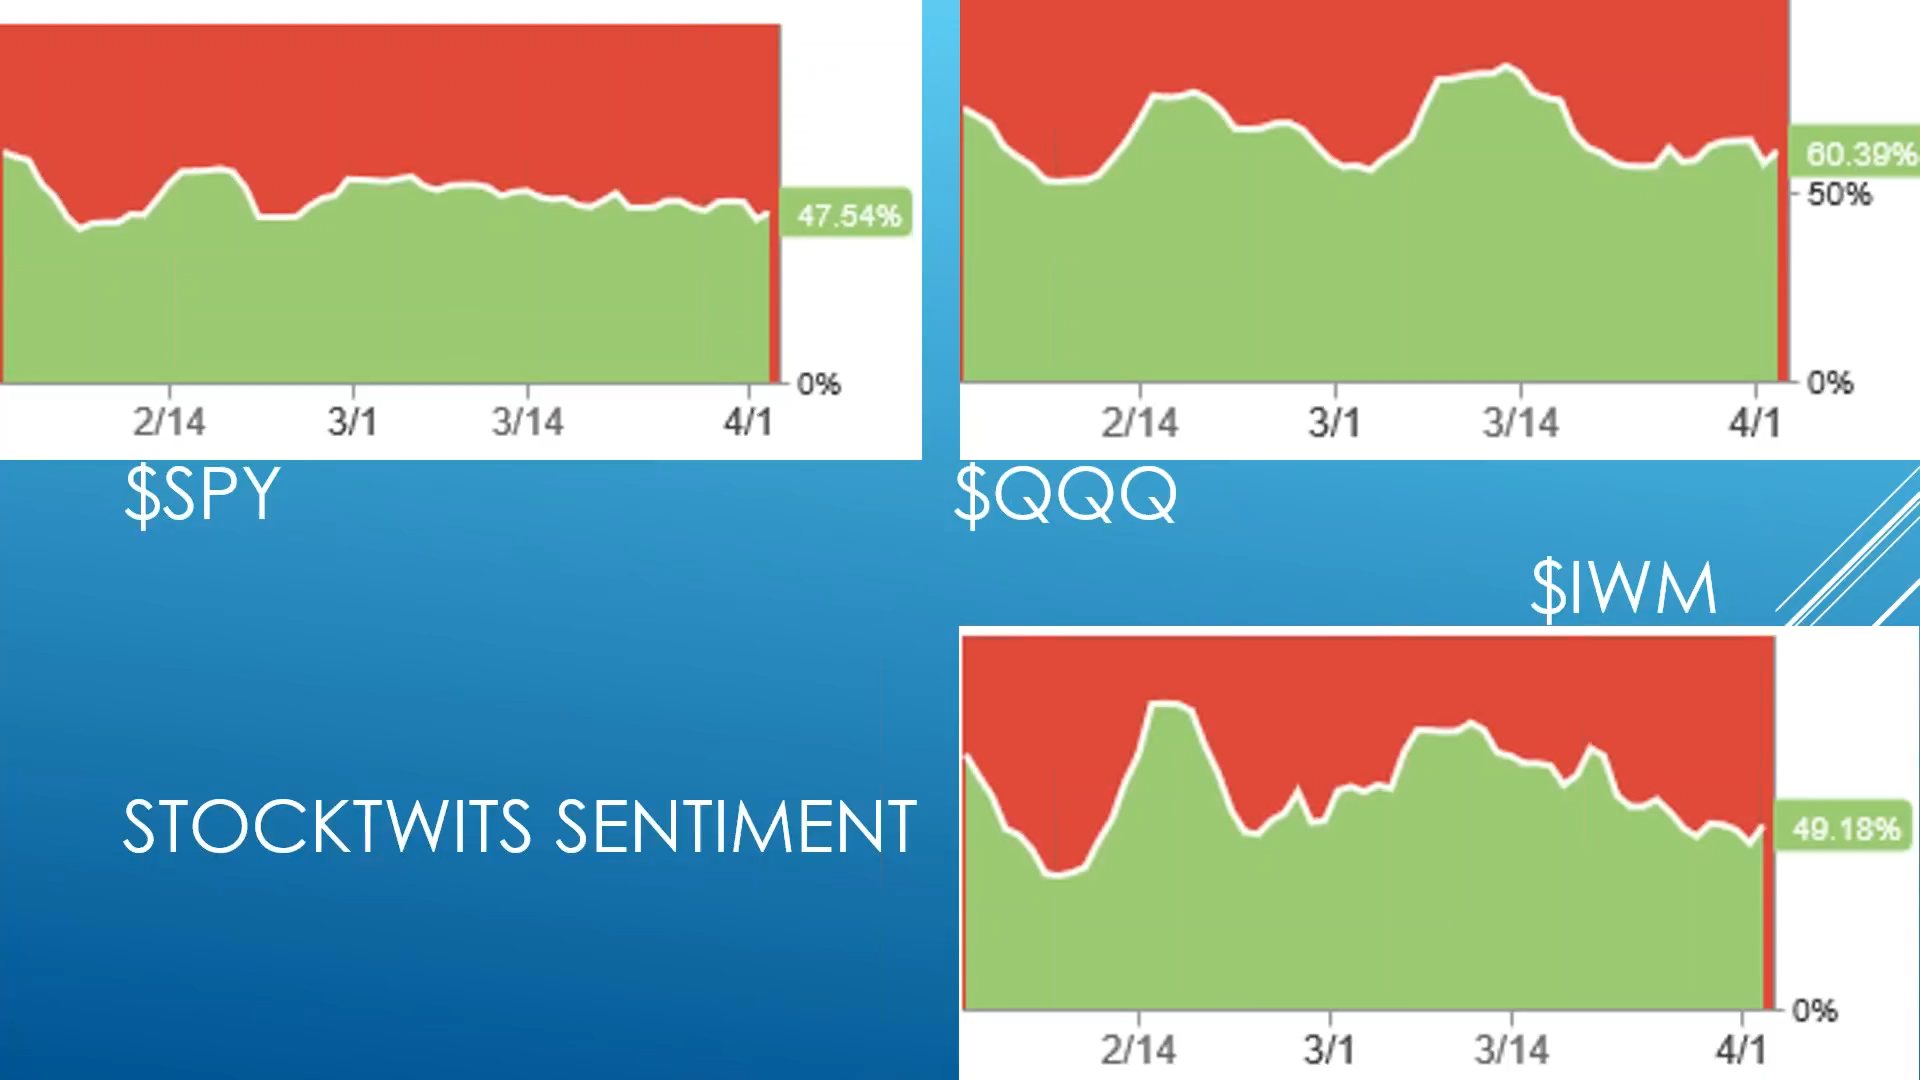 47.54%
0%
2/14 3/1 3/14 4/1
$SPY
60.39%
50%
0%
2/14 3/1 3/14 4/1
$QQQ
$IWM
49.18%
0%
2/14 3/1 3/14 4/1
STOCKTWITS SENTIMENT